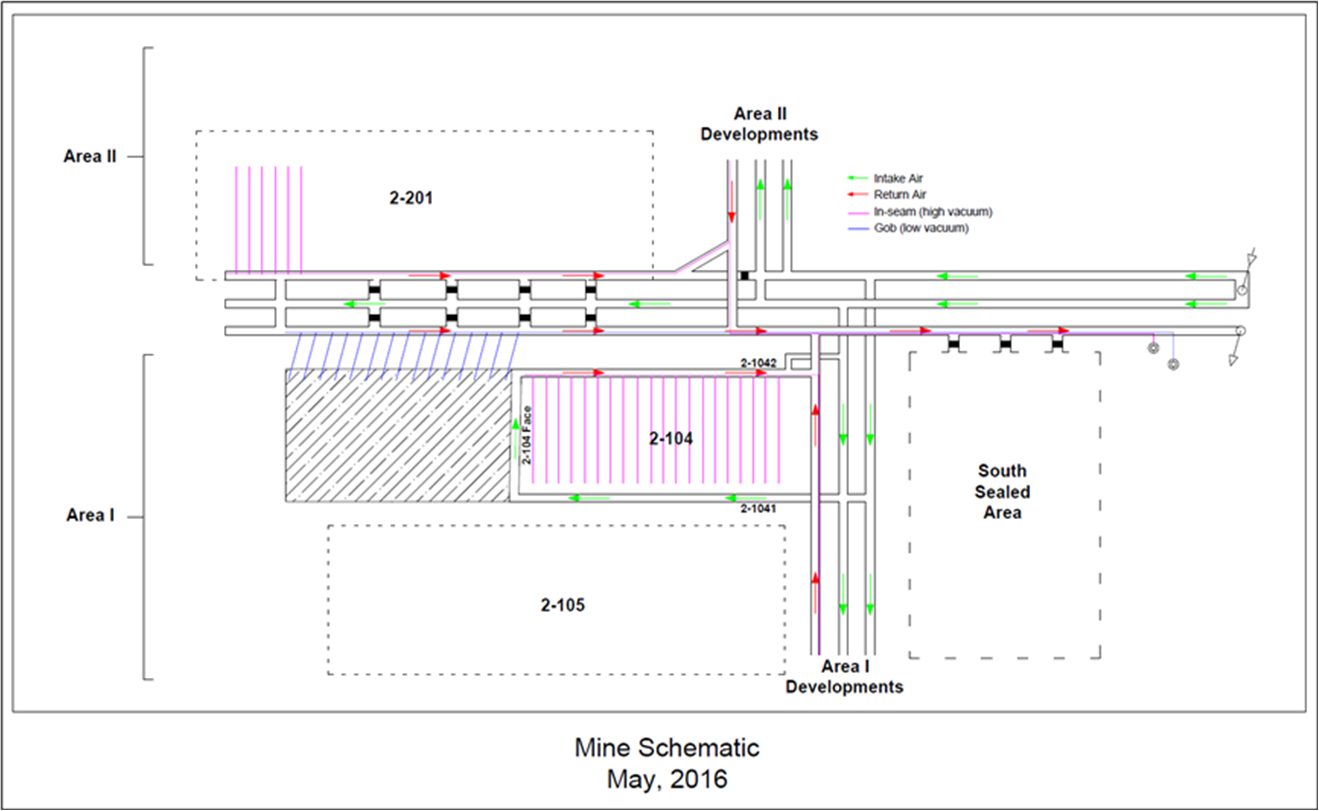 Area II
Developments
Area II
Intake Air
Return Air
In-seam (high vacuum)
Gob (low vacuum)
2-201
2-1042
2-104 Face
2-104
South
Sealed
Area
Area I
2-1041
2-105
Area I
Developments
Mine Schematic
May, 2016